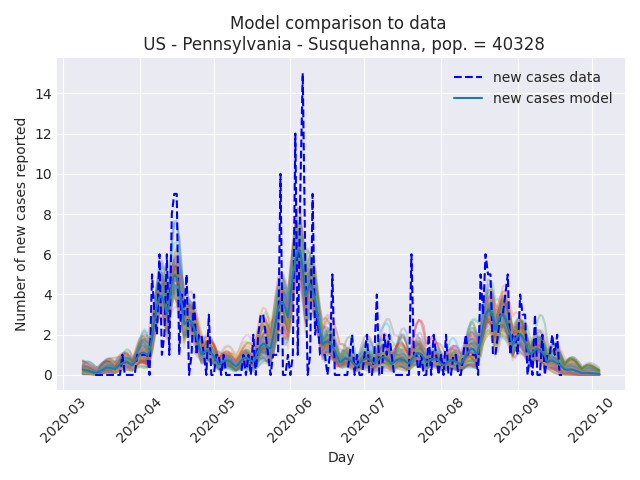 Model comparison to data
US - Pennsylvania - Susquehanna, pop. = 40328
new cases data
new cases model
Number of new cases reported
14
12
10
8
6
4
2
0
2020-03
2020-04
2020-05
2020-06
2020-07
2020-08
2020-09
2020-10
Day